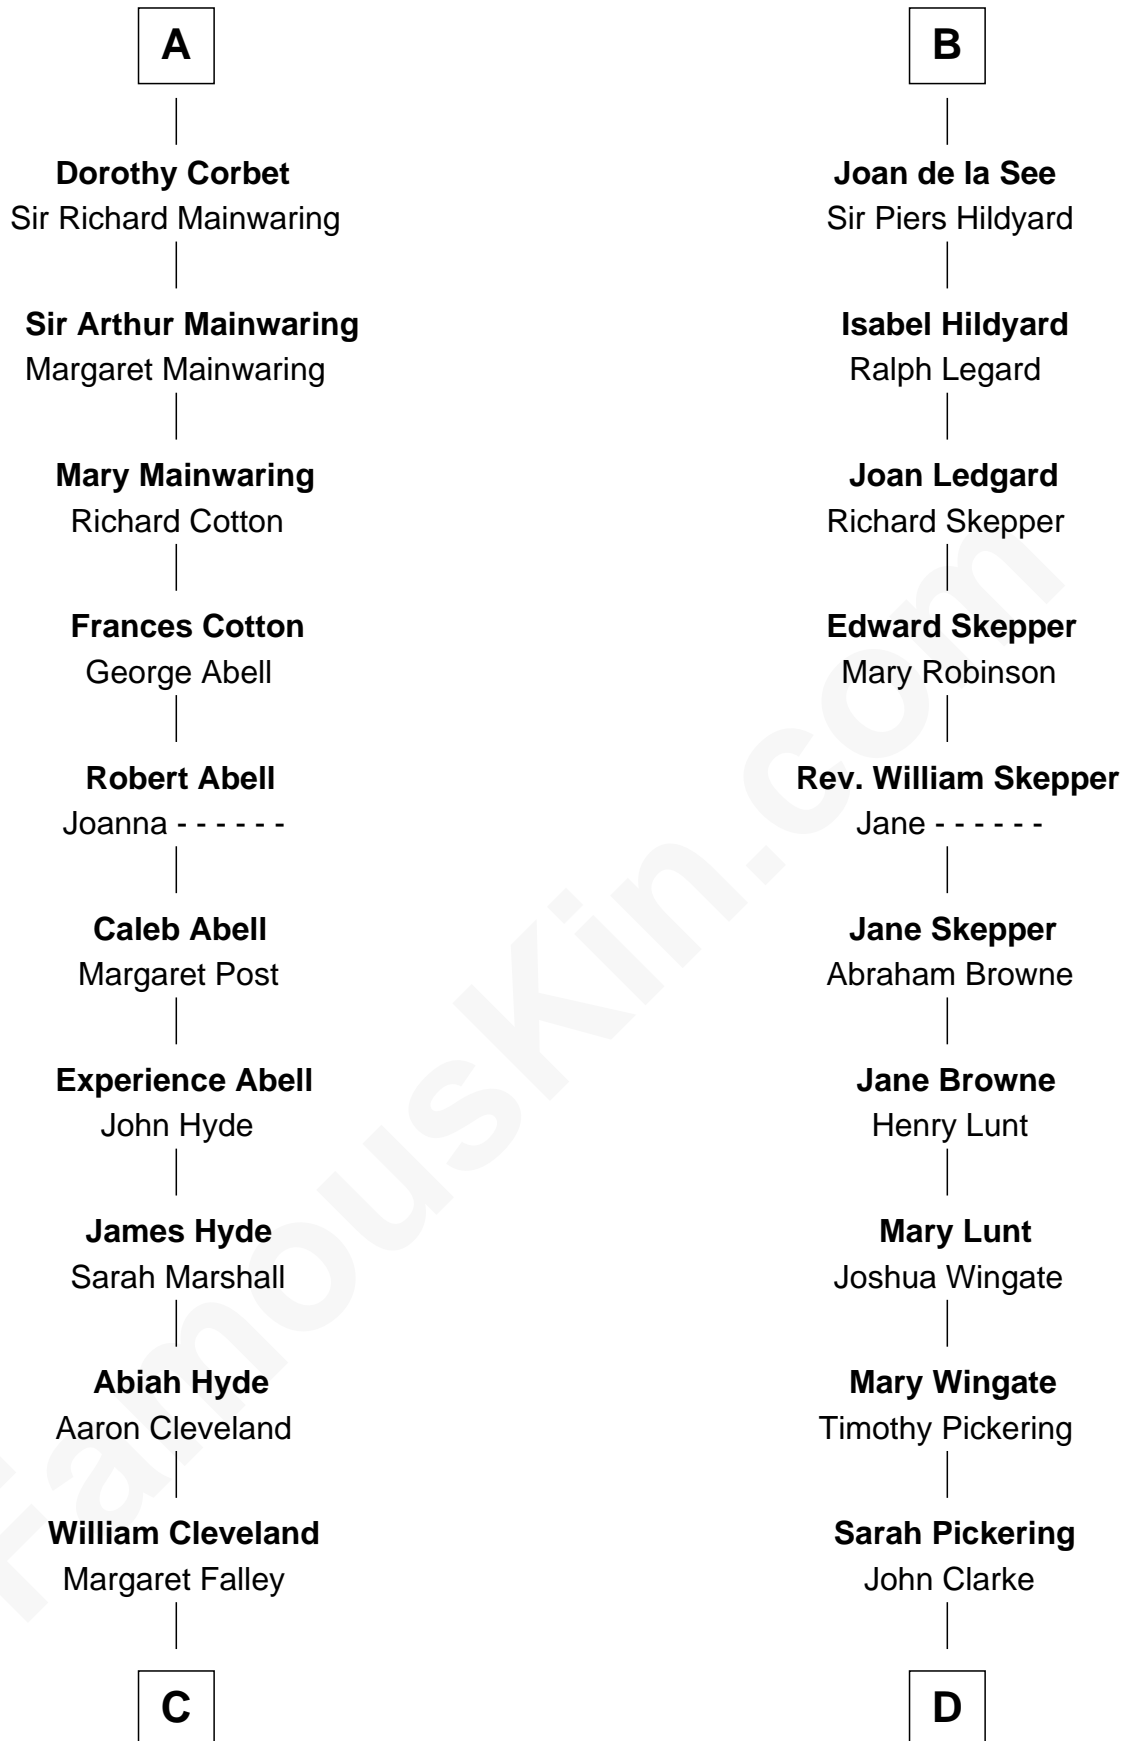 A
Dorothy Corbet
Sir Richard Mainwaring
Sir Arthur Mainwaring
Margaret Mainwaring
Mary Mainwaring
Richard Cotton
Frances Cotton
George Abell
Robert Abell
Joanna - - - - - -
Caleb Abell
Margaret Post
Experience Abell
John Hyde
James Hyde
Sarah Marshall
Abiah Hyde
Aaron Cleveland
William Cleveland
Margaret Falley
C
B
Joan de la See
Sir Piers Hildyard
Isabel Hildyard
Ralph Legard
Joan Ledgard
Richard Skepper
Edward Skepper
Mary Robinson
Rev. William Skepper
Jane - - - - - -
Jane Skepper
Abraham Browne
Jane Browne
Henry Lunt
Mary Lunt
Joshua Wingate
Mary Wingate
Timothy Pickering
Sarah Pickering
John Clarke
D
FamousKin.com